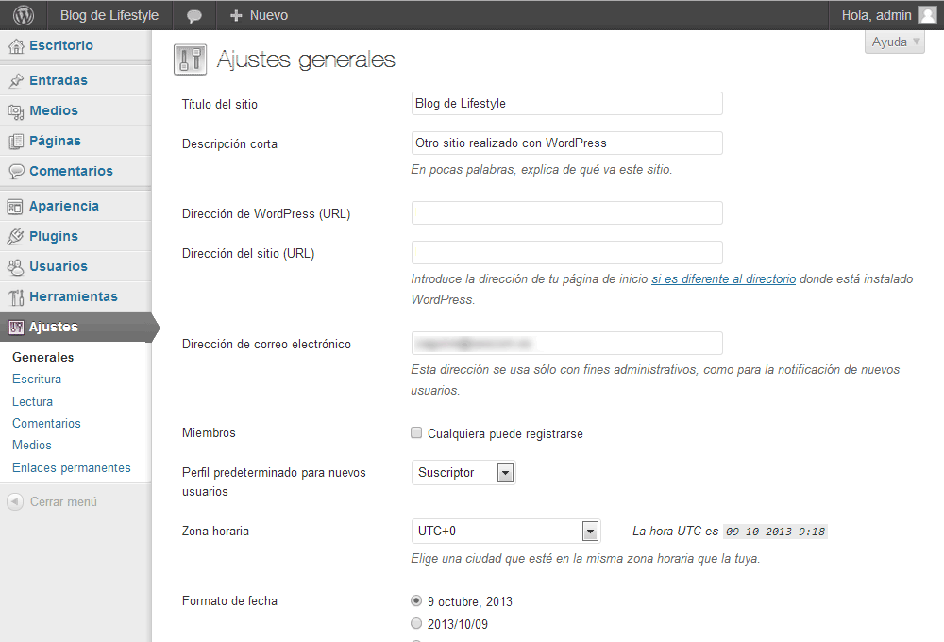 Blog de Lifestyle
+ Nuevo
Hola, admin
Ayuda
Escritorio
Entradas
Medios
Páginas
Comentarios
Apariencia
Plugins
Usuarios
Herramientas
Ajustes
Generales
Escritura
Lectura
Comentarios
Medios
Enlaces permanentes
Cerrar menú
Ajustes generales
Título del sitio
Blog de Lifestyle
Descripción corta
Otro sitio realizado con WordPress
En pocas palabras, explica de qué va este sitio.
Dirección de WordPress (URL)
Dirección del sitio (URL)
Introduce la dirección de tu página de inicio si es diferente al directorio donde está instalado
WordPress.
Dirección de correo electrónico
Esta dirección se usa sólo con fines administrativos, como para la notificación de nuevos
usuarios.
Miembros
Cualquiera puede registrarse
Perfil predeterminado para nuevos
usuarios
Suscriptor
Zona horaria
UTC+0
La hora UTC es 09 10 2013 9:18
Elige una ciudad que esté en la misma zona horaria que la tuya.
Formato de fecha
9 octubre, 2013
2013/10/09